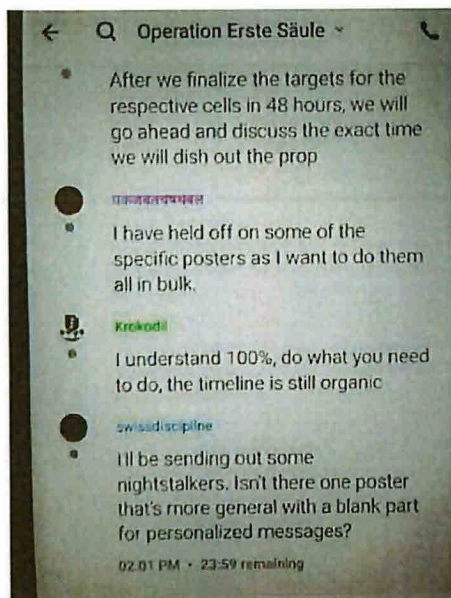 Operation Erste Säule
After we finalize the targets for the
respective cells in 48 hours, we will
go ahead and discuss the exact time
we will dish out the prop
I have held off on some of the
specific posters as I want to do them
all in bulk.
Krokodil
I understand 100%, do what you need
to do, the timeline is still organic
swissdiscipilne
I'll be sending out some
nightstalkers. Isn't there one poster
that's more general with a blank part
for personalized messages?
02:01 PM • 23:59 remaining